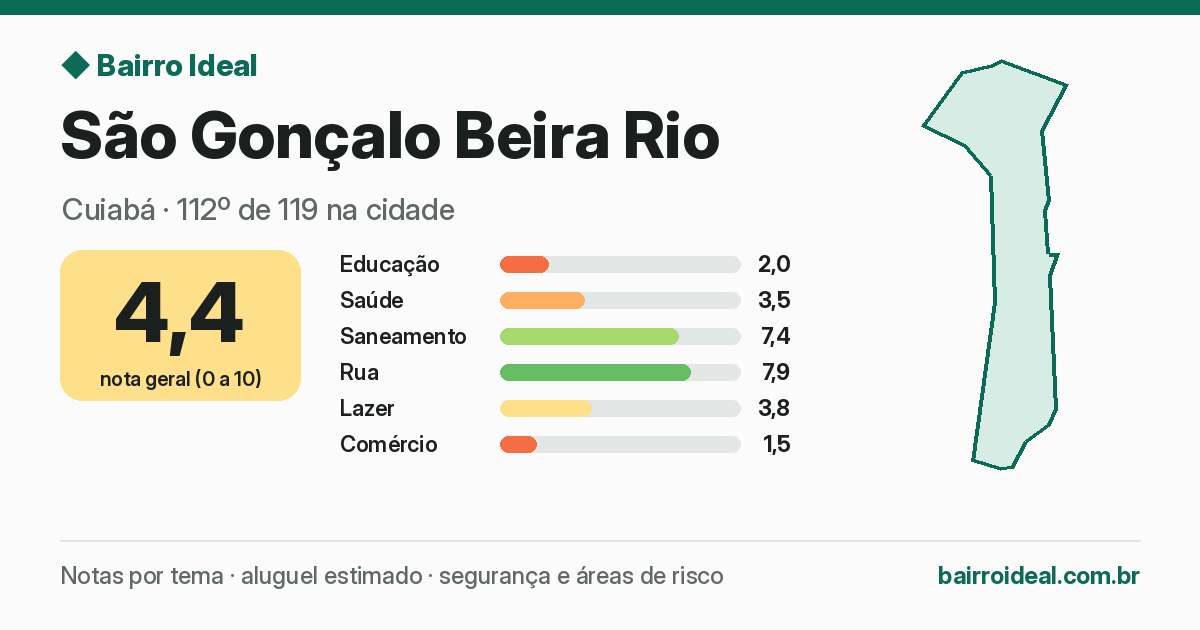 Bairro Ideal
São Gonçalo Beira Rio
Cuiabá · 112º de 119 na cidade
4,4
nota geral (0 a 10)
Educação 2,0
Saúde 3,5
Saneamento 7,4
Rua 7,9
Lazer 3,8
Comércio 1,5
Notas por tema · aluguel estimado · segurança e áreas de risco
bairroideal.com.br